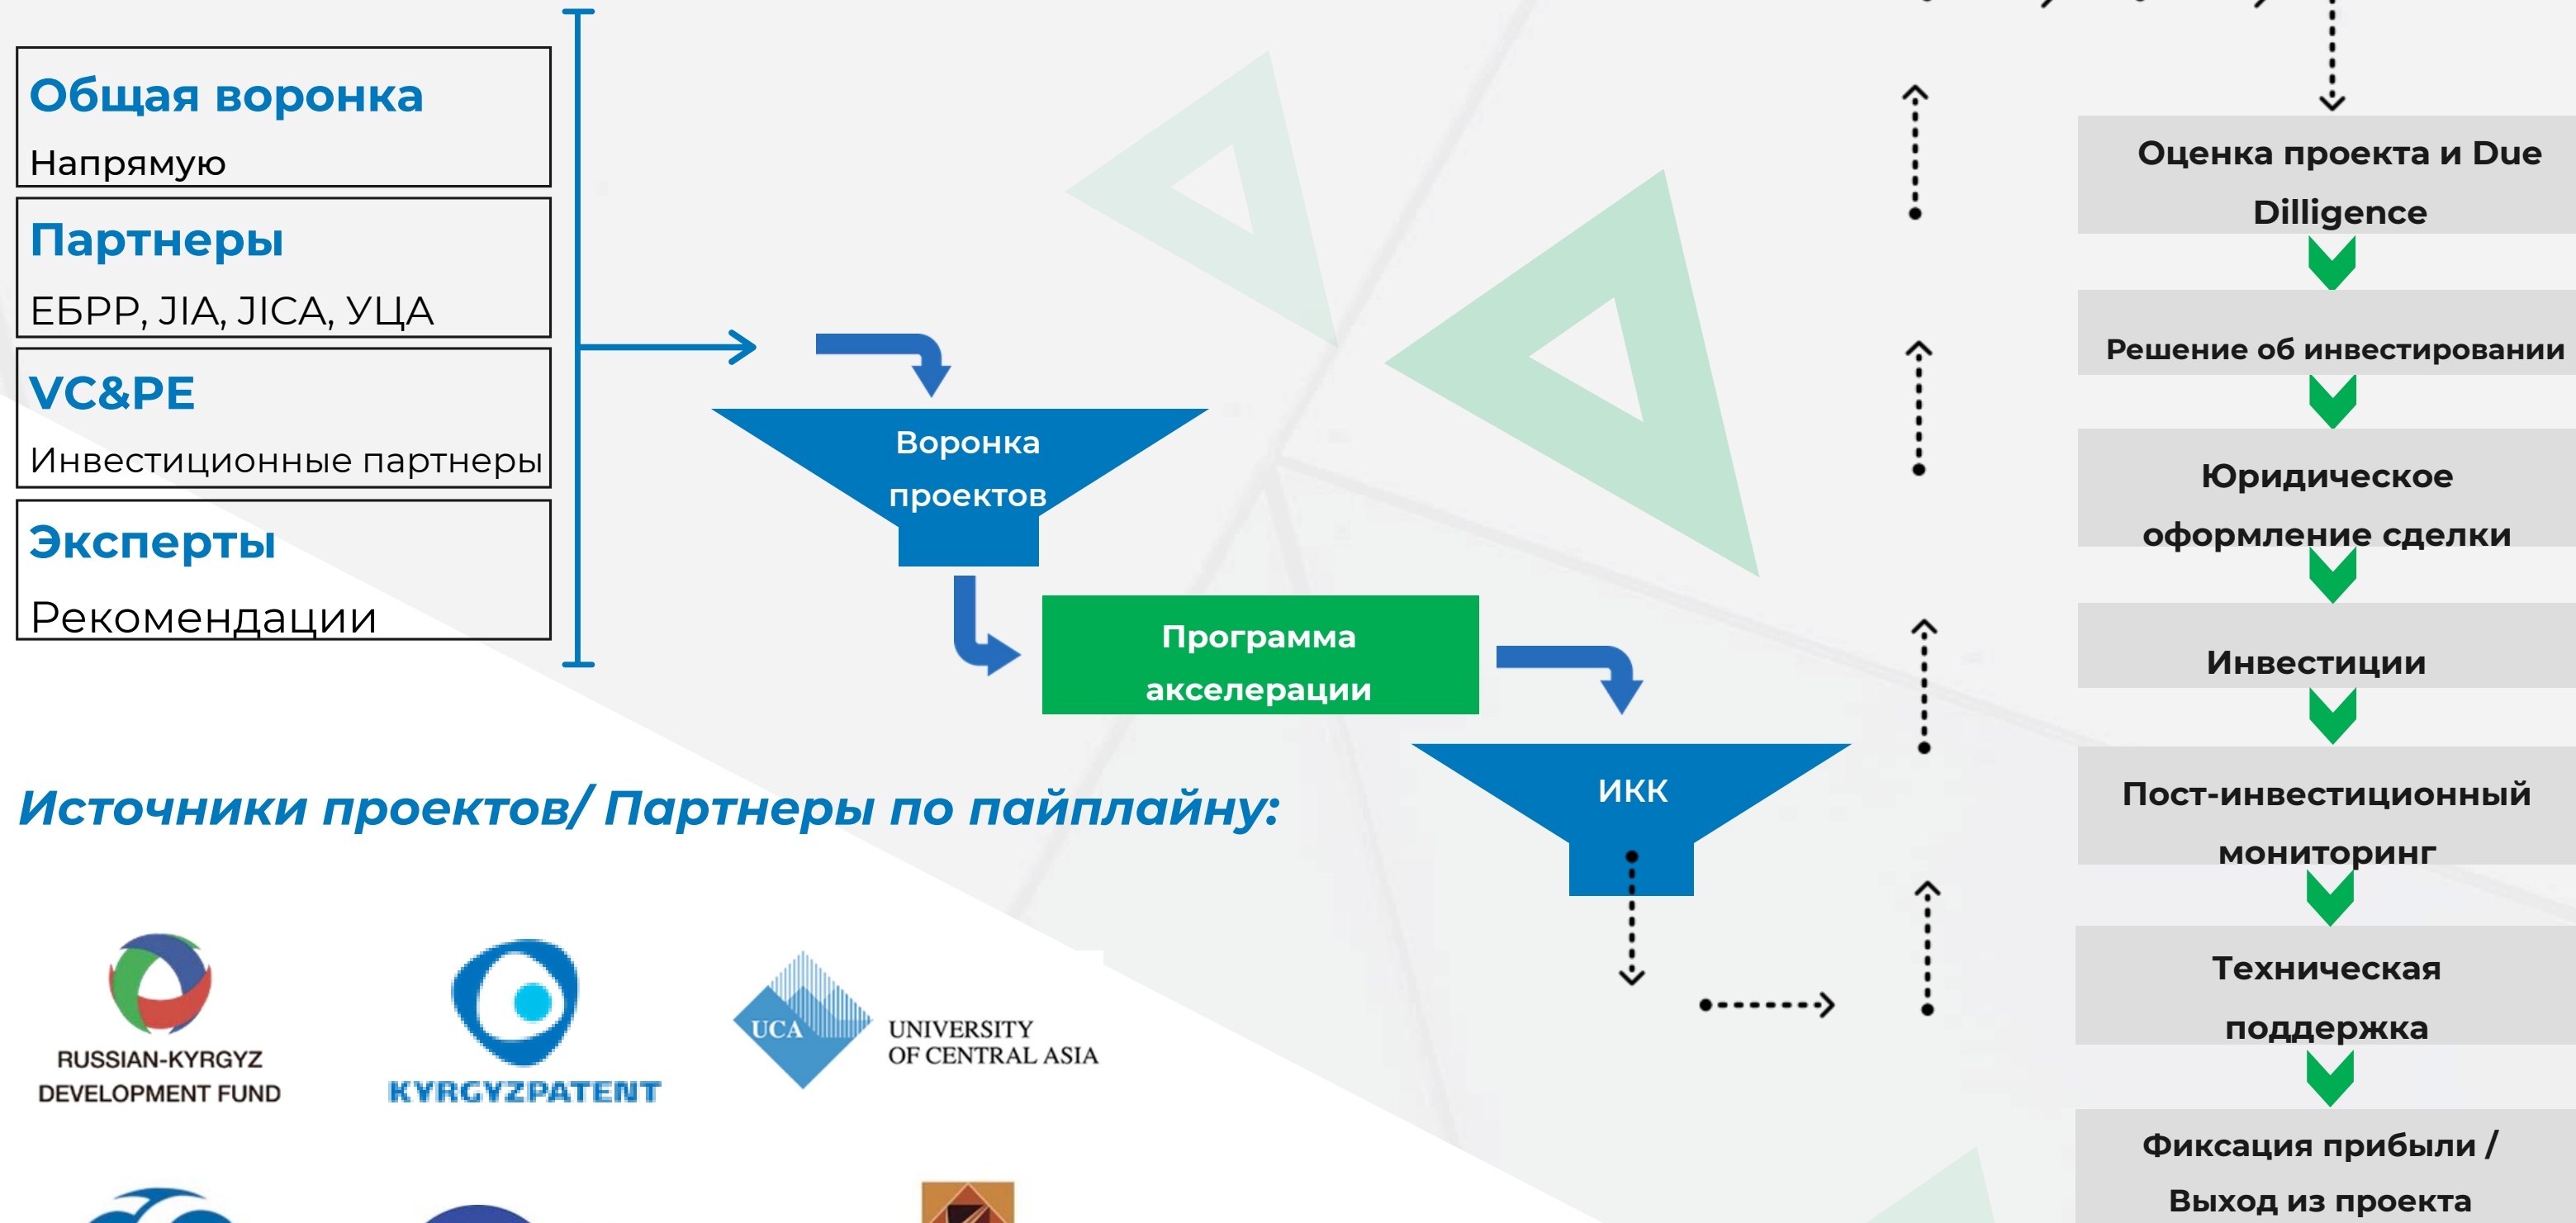 Общая воронка
Напрямую
Партнеры
ЕБРР, JIA, JICA, УЦА
VC&PE
Инвестиционные партнеры
Эксперты
Рекомендации
Воронка
проектов
Программа
акселерации
ИКК
Оценка проекта и Due
Dilligence
Решение об инвестировании
Юридическое
оформление сделки
Инвестиции
Пост-инвестиционный
мониторинг
Техническая
поддержка
Фиксация прибыли /
Выход из проекта
Источники проектов/ Партнеры по пайплайну:
RUSSIAN-KYRGYZ
DEVELOPMENT FUND
KYRGYZPATENT
UCA
UNIVERSITY
OF CENTRAL ASIA